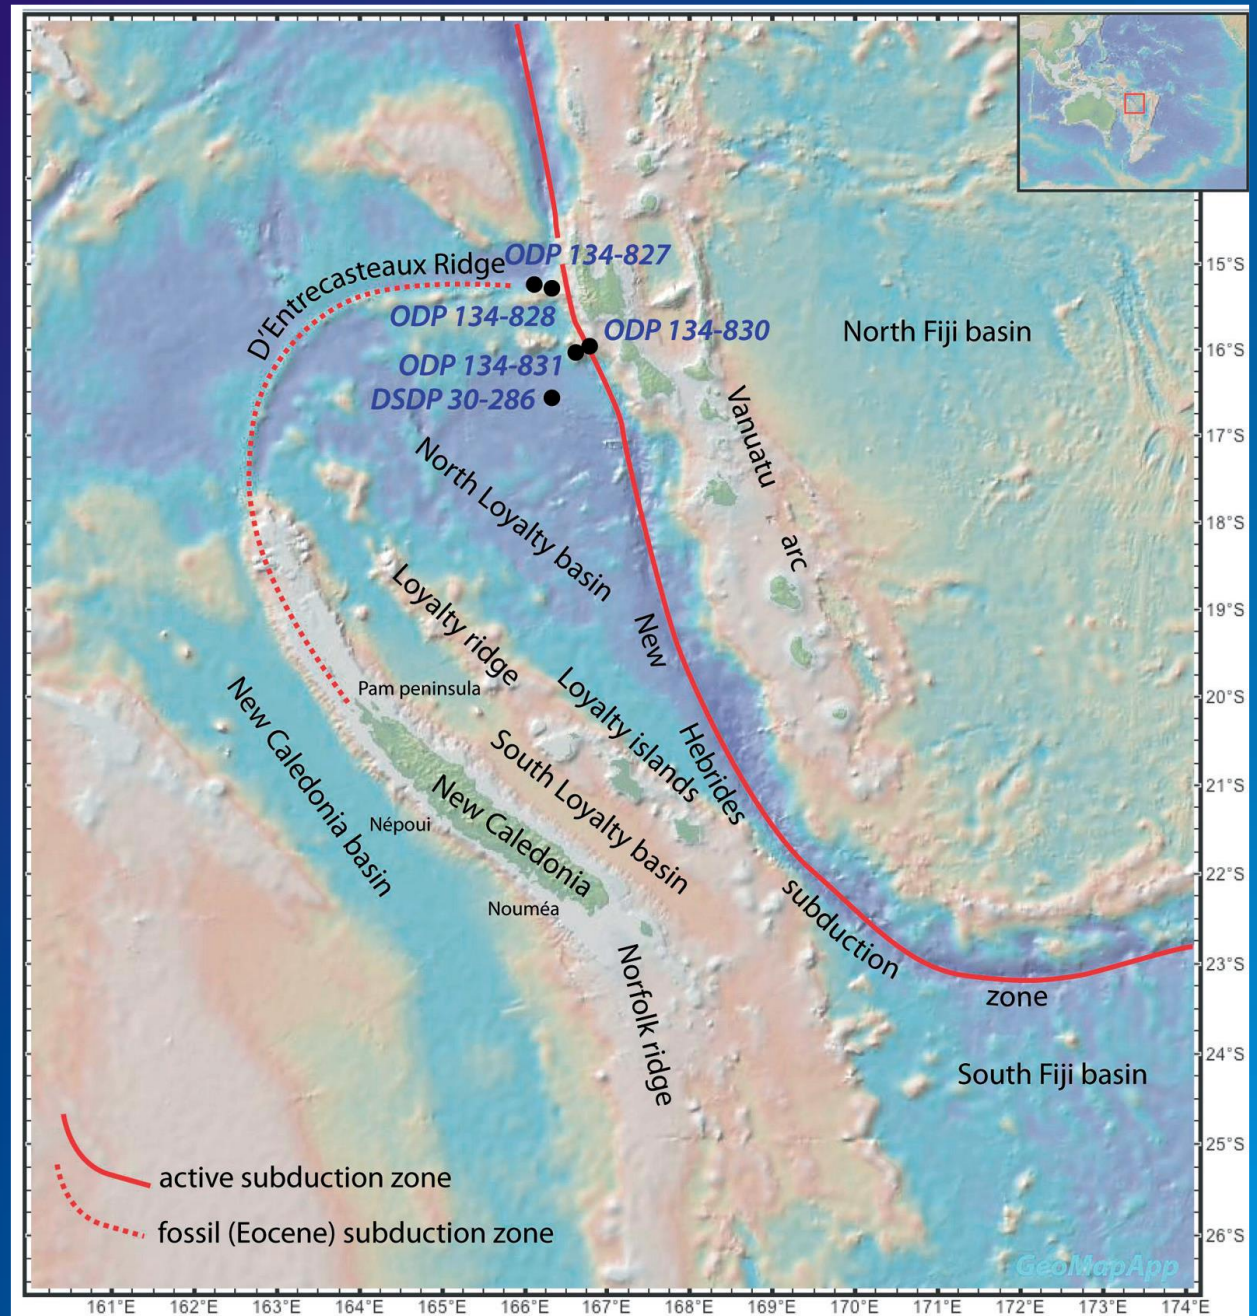 D'Entrecasteaux Ridge
ODP 134-827
ODP 134-828
ODP 134-830
ODP 134-831
DSDP 30-286
North Fiji basin
Vanuatu arc
North Loyalty basin
Loyalty ridge
Loyalty islands
New Hebrides subduction zone
Pam peninsula
South Loyalty basin
New Caledonia
New Caledonia basin
Népoui
Nouméa
Norfolk ridge
South Fiji basin
active subduction zone
fossil (Eocene) subduction zone
GeoMapApp
15°S
16°S
17°S
18°S
19°S
20°S
21°S
22°S
23°S
24°S
25°S
26°S
161°E 162°E 163°E 164°E 165°E 166°E 167°E 168°E 169°E 170°E 171°E 172°E 173°E 174°E